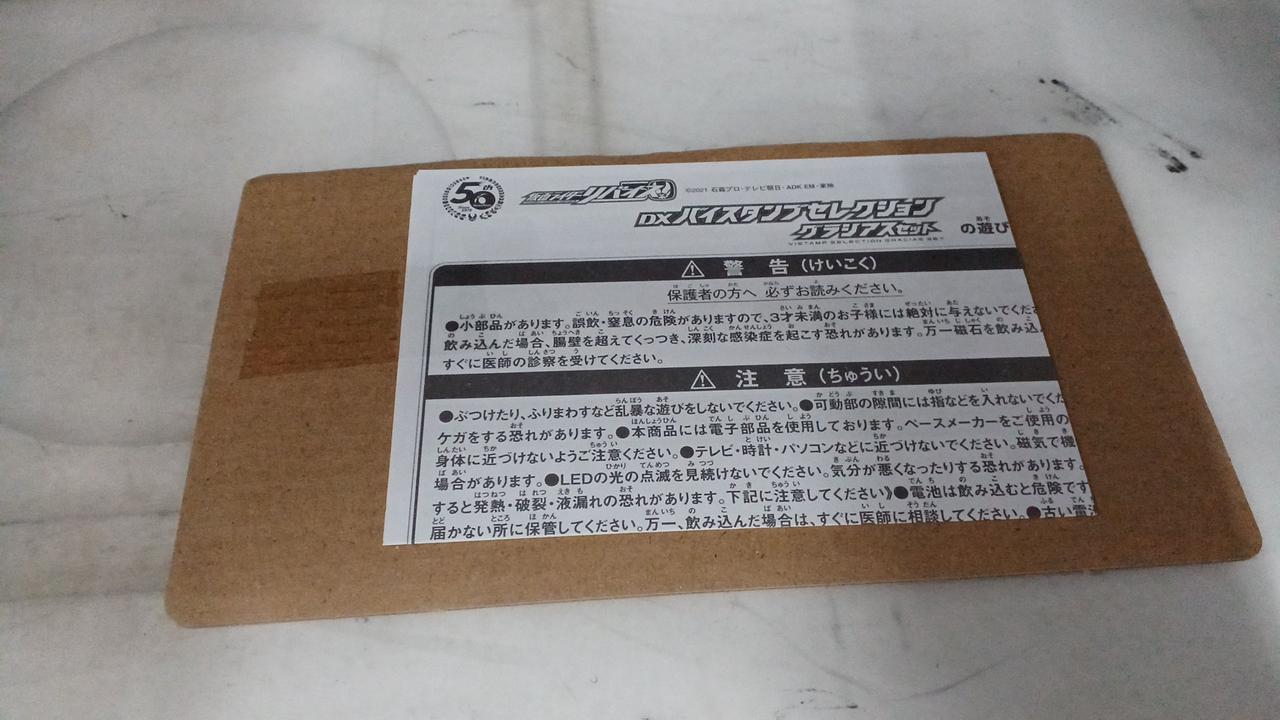 50th
仮面ライダーリバイス ©2021 石森プロ・テレビ朝日・ADK EM・東映
DXバイスタンプセレクション
グラシアスセット の遊び
VISTAMP SELECTION GRACIAS SET
⚠ 警告(けいこく)
保護者の方へ 必ずお読みください。
●小部品があります。誤飲・窒息の危険がありますので、3才未満のお子様には絶対に与えないでくださ
飲み込んだ場合、腸壁を超えてくっつき、深刻な感染症を起こす恐れがあります。万一磁石を飲み込ん
すぐに医師の診察を受けてください。
⚠ 注意(ちゅうい)
●ぶつけたり、ふりまわすなど乱暴な遊びをしないでください。●可動部の隙間には指などを入れないでくだ
ケガをする恐れがあります。●本商品には電子部品を使用しております。ペースメーカーをご使用の
身体に近づけないようご注意ください。●テレビ・時計・パソコンなどに近づけないでください。磁気で機
場合があります。●LEDの光の点滅を見続けないでください。気分が悪くなったりする恐れがあります。
すると発熱・破裂・液漏れの恐れがあります。下記に注意してください》●電池は飲み込むと危険です
届かない所に保管してください。万一、飲み込んだ場合は、すぐに医師に相談してください。●古い電池